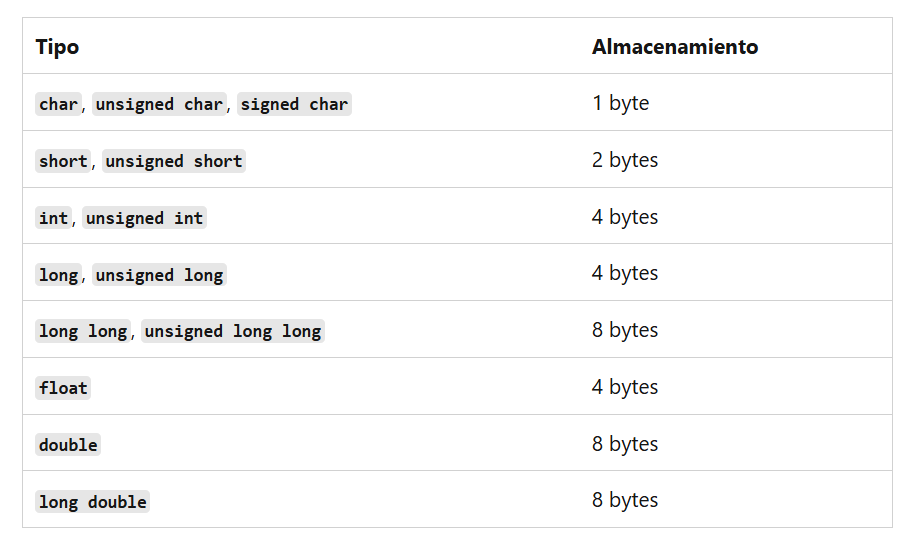 Tipo Almacenamiento
char, unsigned char, signed char 1 byte
short, unsigned short 2 bytes
int, unsigned int 4 bytes
long, unsigned long 4 bytes
long long, unsigned long long 8 bytes
float 4 bytes
double 8 bytes
long double 8 bytes